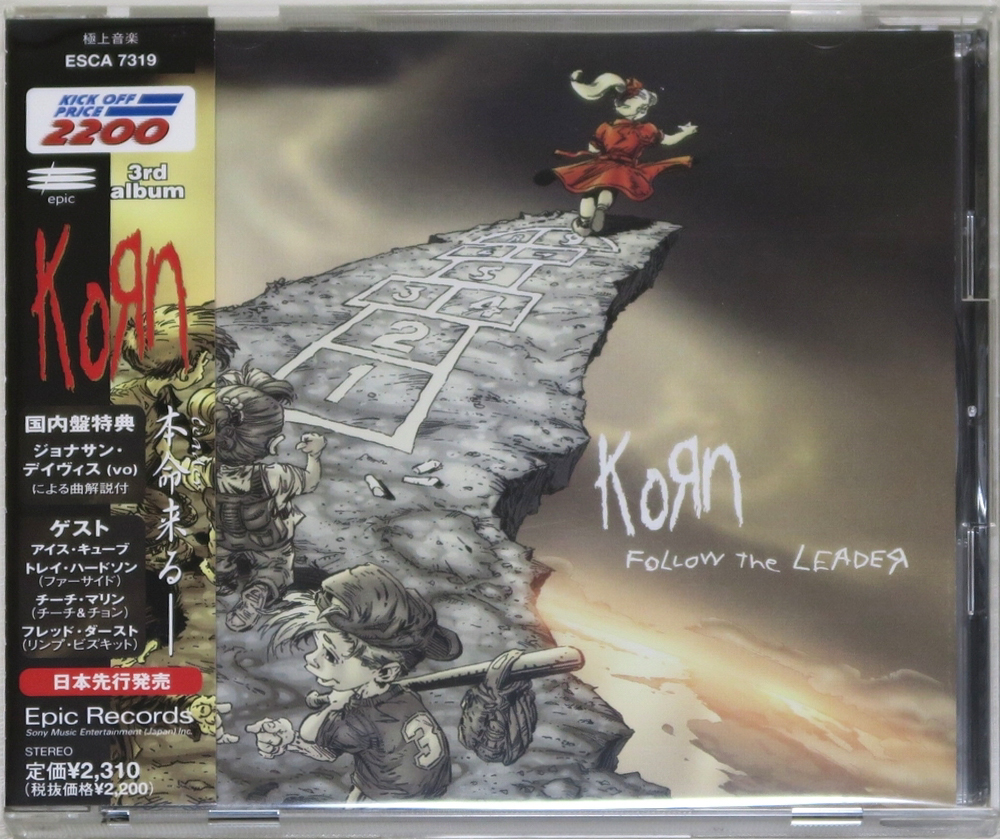 極上音楽
ESCA 7319
KICK OFF
PRICE
2200
epic
3rd
album
KoЯn
本命来る―
国内盤特典
ジョナサン・
デイヴィス (vo)
による曲解説付
ゲスト
アイス・キューブ
トレイ・ハードソン
(ファーサイド)
チーチ・マリン
(チーチ&チョン)
フレッド・ダースト
(リンプ・ビズキット)
日本先行発売
Epic Records
Sony Music Entertainment (Japan) Inc.
STEREO
定価¥2,310
(税抜価格¥2,200)
5
3 4
2
1
KoЯn
FOLLOW The LEADEЯ
3